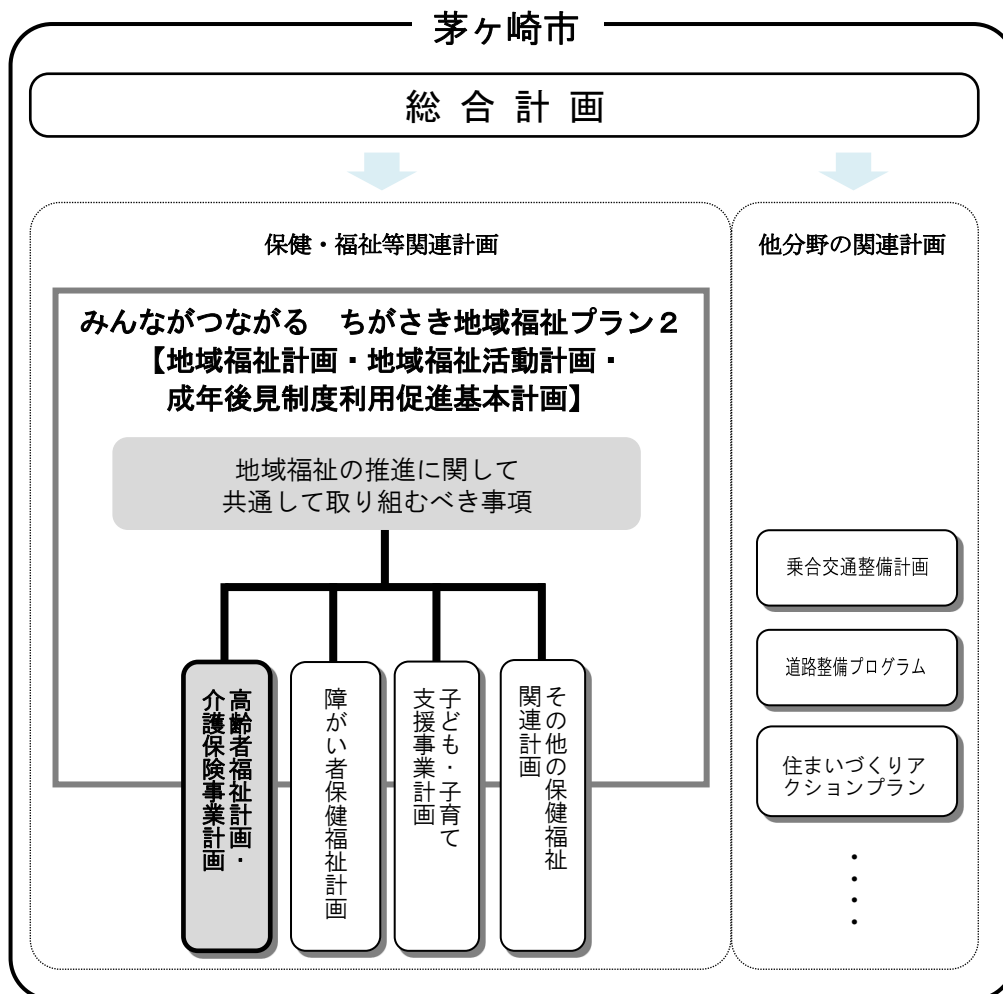 茅ヶ崎市
総合計画
保健・福祉等関連計画
みんながつながる　ちがさき地域福祉プラン２
【地域福祉計画・地域福祉活動計画・
成年後見制度利用促進基本計画】
地域福祉の推進に関して
共通して取り組むべき事項
高齢者福祉計画・
介護保険事業計画
障がい者保健福祉計画
子ども・子育て
支援事業計画
その他の保健福祉
関連計画
他分野の関連計画
乗合交通整備計画
道路整備プログラム
住まいづくりア
クションプラン
・・・・